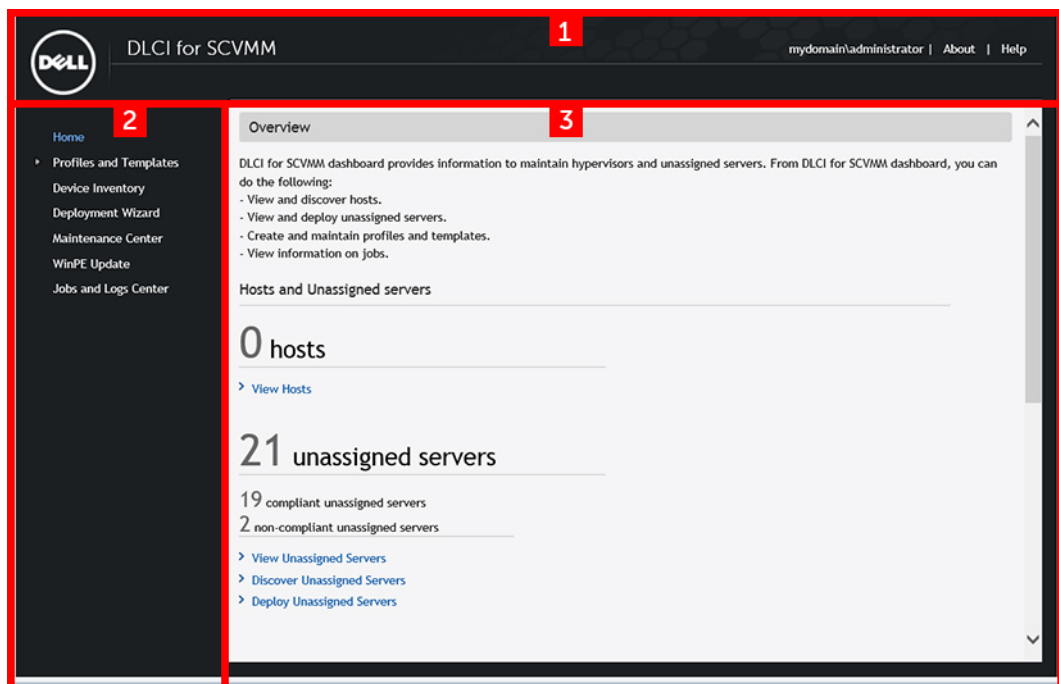 1
DELL
DLCI for SCVMM
mydomain\administrator | About | Help
2
Home
Profiles and Templates
Device Inventory
Deployment Wizard
Maintenance Center
WinPE Update
Jobs and Logs Center
3
Overview
DLCI for SCVMM dashboard provides information to maintain hypervisors and unassigned servers. From DLCI for SCVMM dashboard, you can
do the following:
- View and discover hosts.
- View and deploy unassigned servers.
- Create and maintain profiles and templates.
- View information on jobs.
Hosts and Unassigned servers
0 hosts
View Hosts
21 unassigned servers
19 compliant unassigned servers
2 non-compliant unassigned servers
View Unassigned Servers
Discover Unassigned Servers
Deploy Unassigned Servers